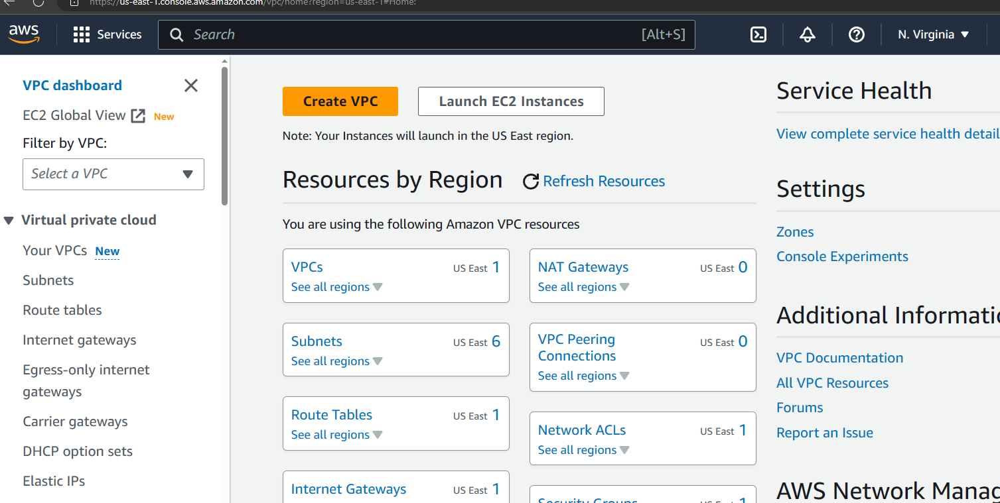 https://us-east-1.console.aws.amazon.com/vpc/home?region=us-east-1#Home:
aws
Services
Search
[Alt+S]
N. Virginia
VPC dashboard
EC2 Global View
New
Filter by VPC:
Select a VPC
Virtual private cloud
Your VPCs New
Subnets
Route tables
Internet gateways
Egress-only internet
gateways
Carrier gateways
DHCP option sets
Elastic IPs
Create VPC
Launch EC2 Instances
Note: Your Instances will launch in the US East region.
Resources by Region
Refresh Resources
You are using the following Amazon VPC resources
VPCs US East 1
See all regions
NAT Gateways US East 0
See all regions
Subnets US East 6
See all regions
VPC Peering US East 0
Connections
See all regions
Route Tables US East 1
See all regions
Network ACLs US East 1
See all regions
Internet Gateways US East 1
Security Groups US East 1
Service Health
View complete service health detail
Settings
Zones
Console Experiments
Additional Informatio
VPC Documentation
All VPC Resources
Forums
Report an Issue
AWS Network Manag